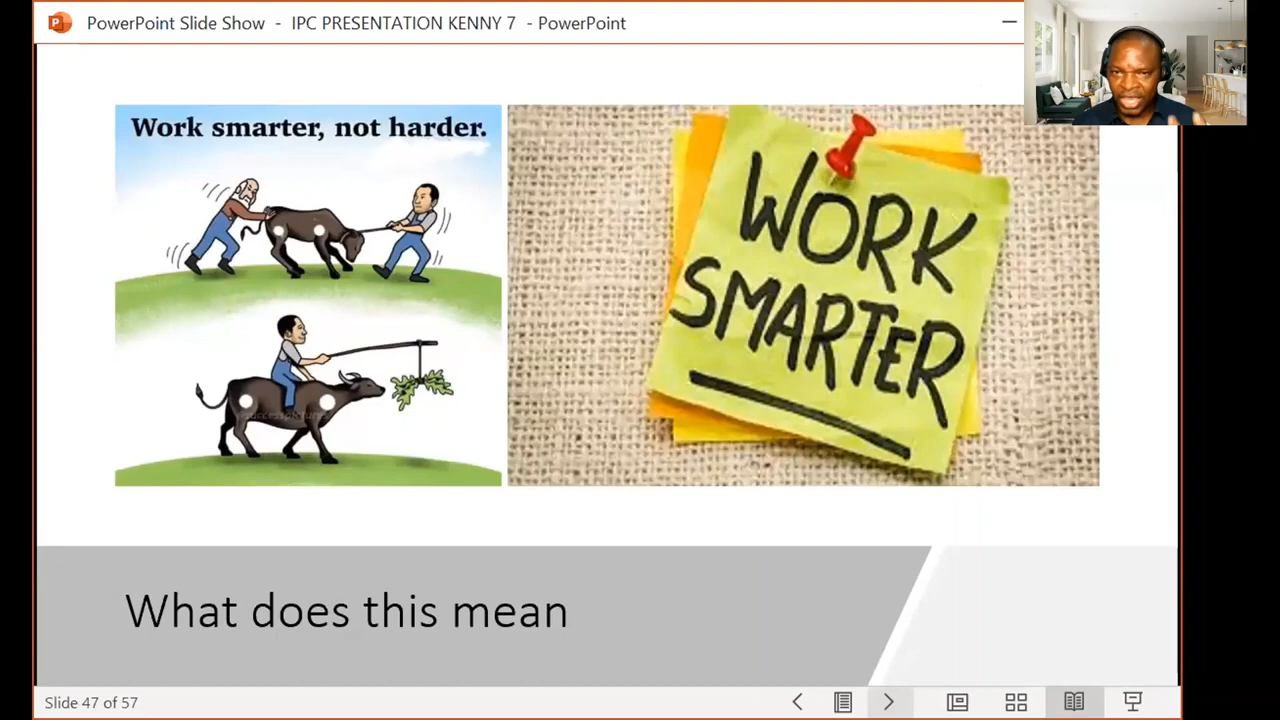 PowerPoint Slide Show - IPC PRESENTATION KENNY 7 - PowerPoint
Work smarter, not harder.
WORK
SMARTER
What does this mean
Slide 47 of 57